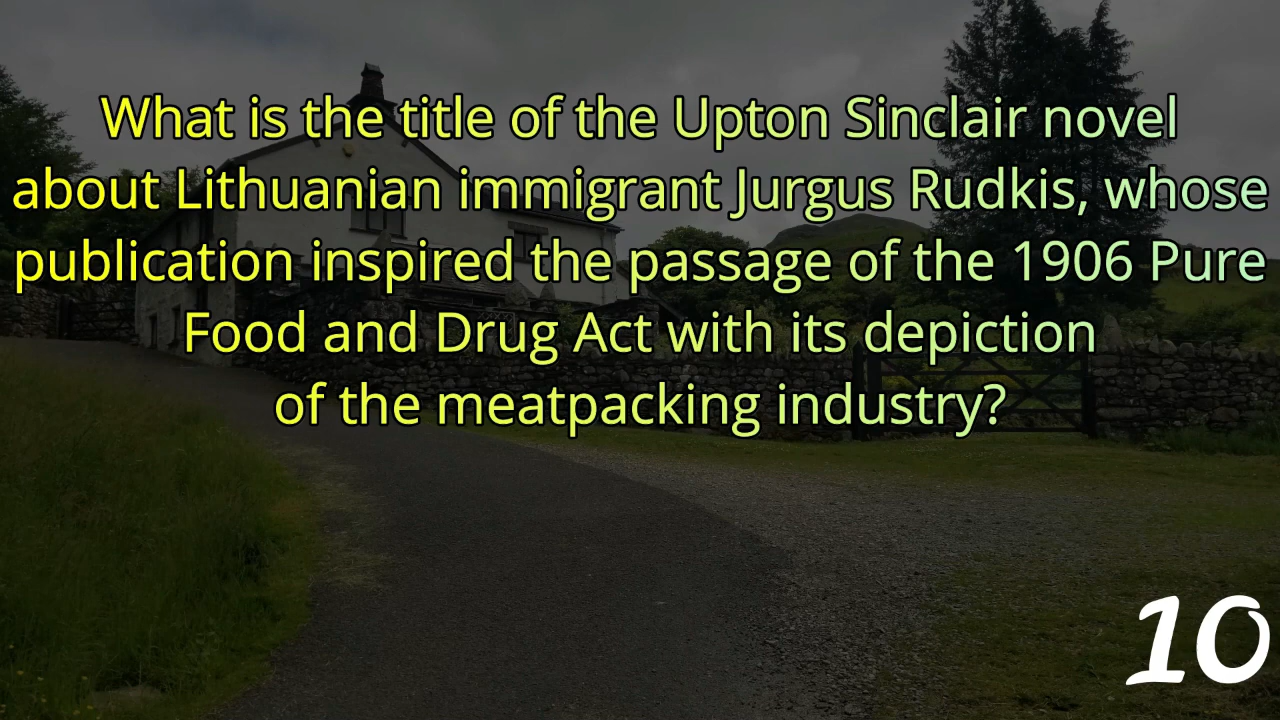 What is the title of the Upton Sinclair novel
about Lithuanian immigrant Jurgus Rudkis, whose
publication inspired the passage of the 1906 Pure
Food and Drug Act with its depiction
of the meatpacking industry?
10